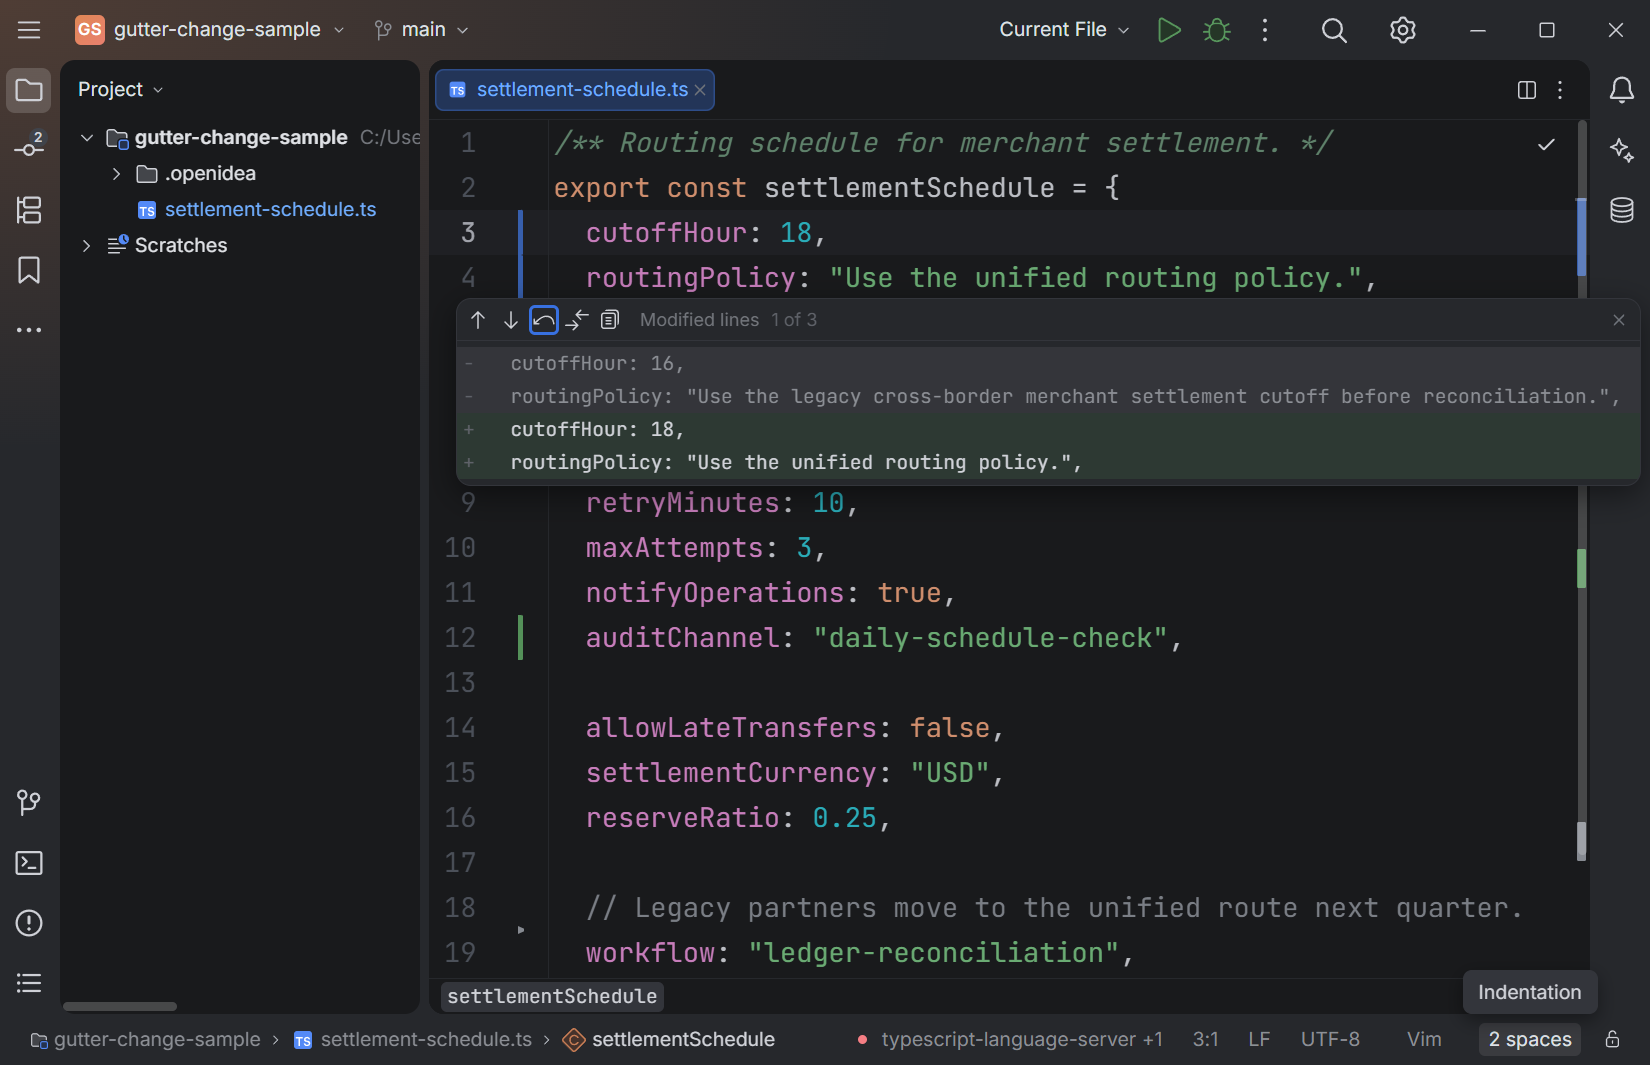 GS gutter-change-sample main Current File
Project
settlement-schedule.ts
2
gutter-change-sample C:/Use
.openidea
TS settlement-schedule.ts
Scratches
1 /** Routing schedule for merchant settlement. */
2 export const settlementSchedule = {
3 cutoffHour: 18,
4 routingPolicy: "Use the unified routing policy.",
Modified lines 1 of 3
- cutoffHour: 16,
- routingPolicy: "Use the legacy cross-border merchant settlement cutoff before reconciliation.",
+ cutoffHour: 18,
+ routingPolicy: "Use the unified routing policy.",
9 retryMinutes: 10,
10 maxAttempts: 3,
11 notifyOperations: true,
12 auditChannel: "daily-schedule-check",
13
14 allowLateTransfers: false,
15 settlementCurrency: "USD",
16 reserveRatio: 0.25,
17
18 // Legacy partners move to the unified route next quarter.
19 workflow: "ledger-reconciliation",
settlementSchedule
Indentation
gutter-change-sample › TS settlement-schedule.ts › C settlementSchedule typescript-language-server +1 3:1 LF UTF-8 Vim 2 spaces